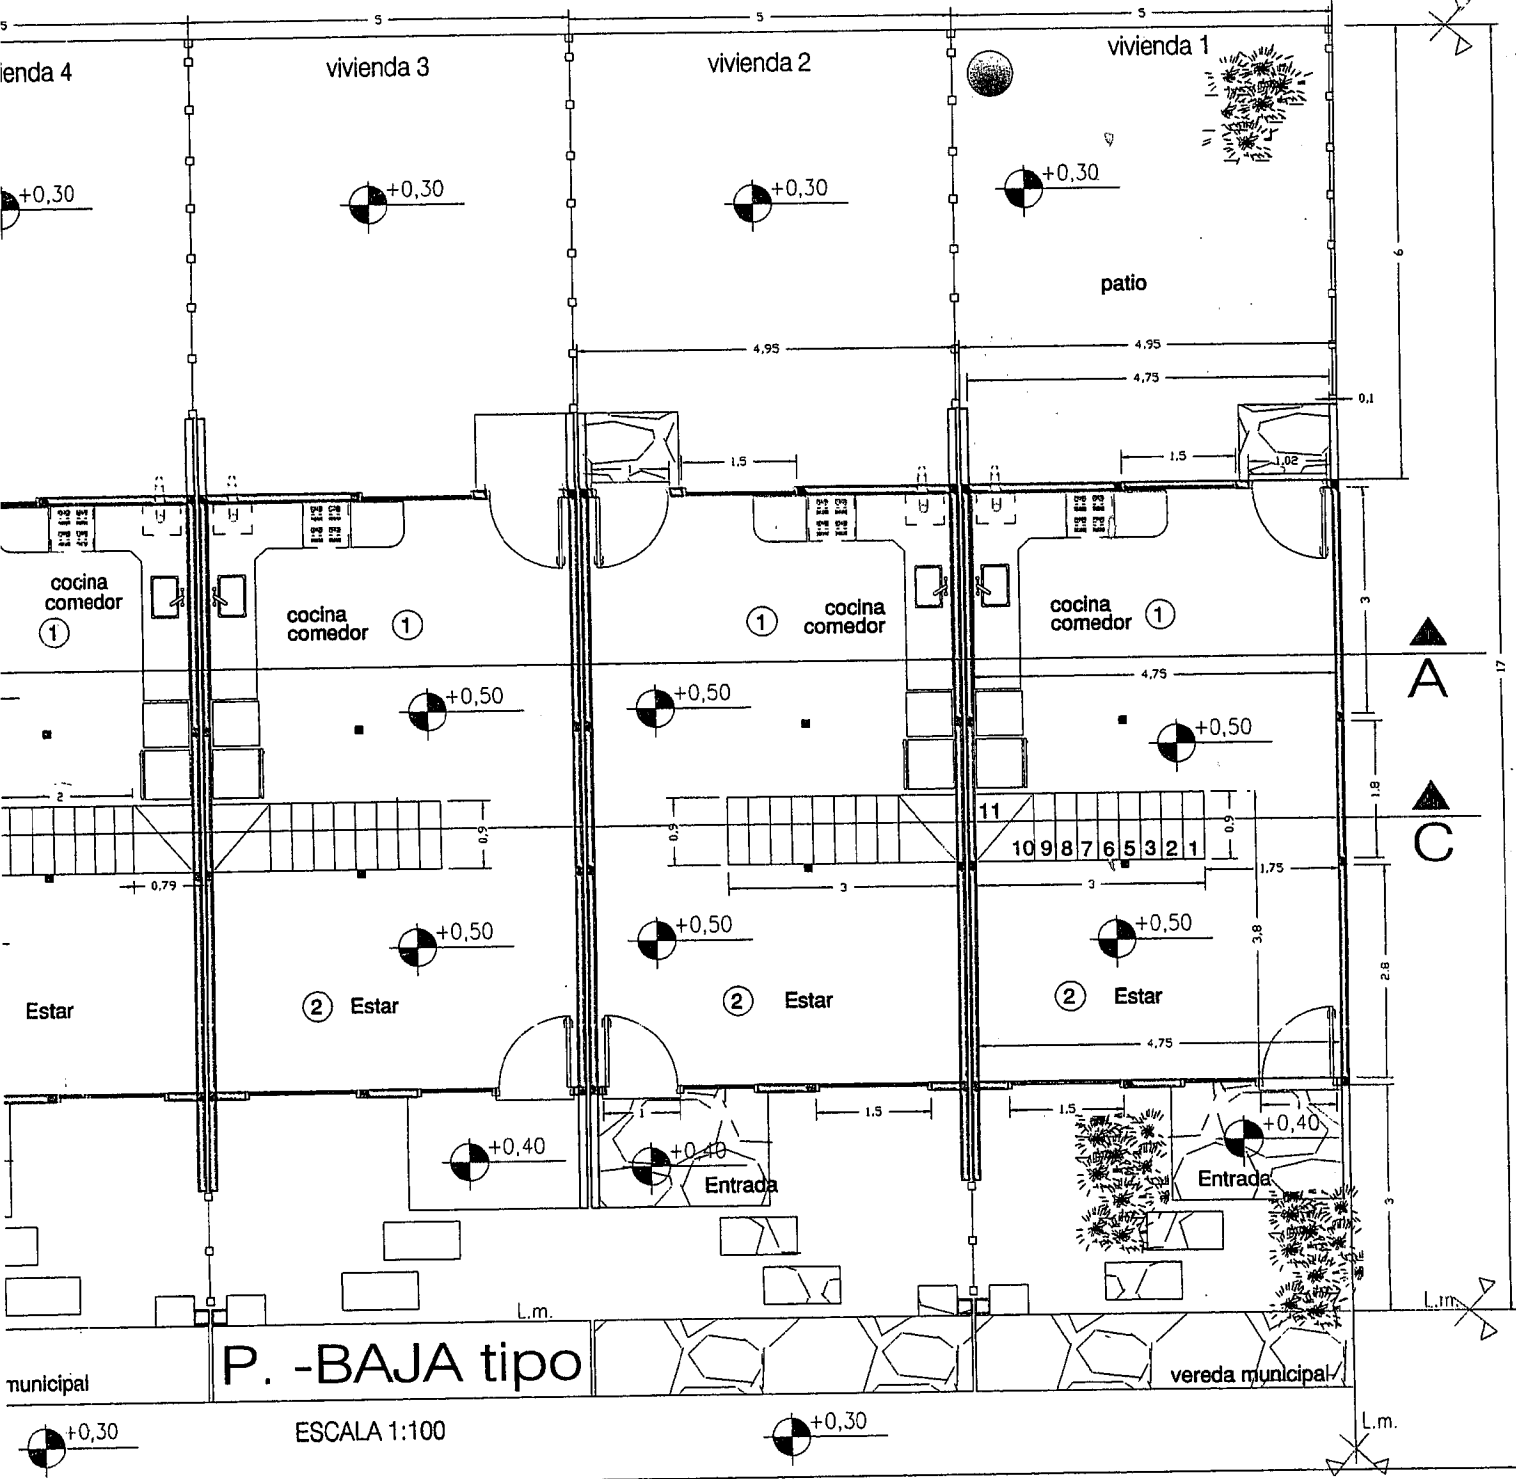 5 5 5 5
ienda 4 vivienda 3 vivienda 2 vivienda 1
+0,30 +0,30 +0,30 +0,30
6
patio
4,95 4,95
4,75
0,1
1 1,5 1,5 1,02
cocina
comedor
1
cocina
comedor 1
1 cocina
comedor
cocina
comedor 1
3
17
A
4,75
+0,50 +0,50 +0,50
1,8
2 0,9 0,9 11 0,9
C
10 9 8 7 6 5 3 2 1
0,79 3 3 1,75
+0,50 +0,50 +0,50
3,8
2,8
Estar 2 Estar 2 Estar 2 Estar
4,75
1 1,5 1,5 1
+0,40 +0,40 +0,40
Entrada Entrada
3
L.m. L.m.
P. -BAJA tipo
municipal vereda municipal
+0,30 ESCALA 1:100 +0,30 L.m.